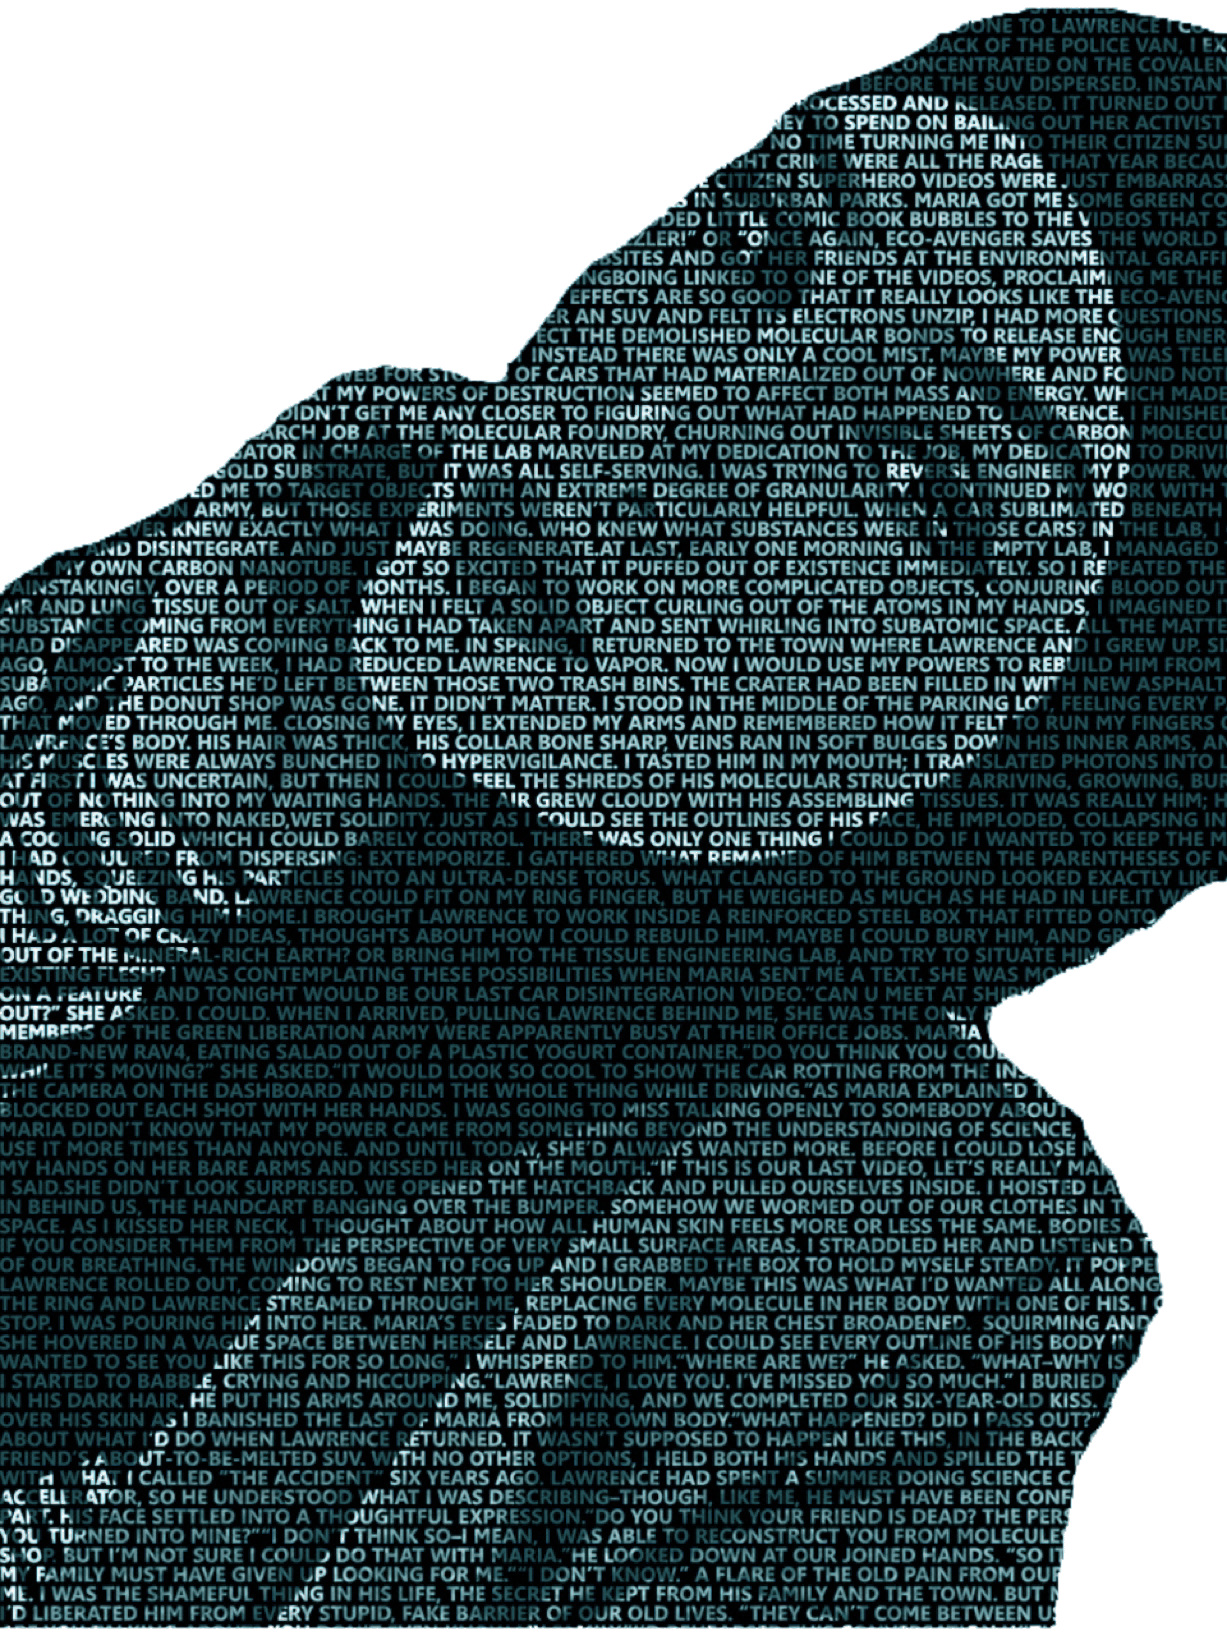 DONE TO LAWRENCE I
BACK OF THE POLICE VAN, I EX
CONCENTRATED ON THE COVALEN
BEFORE THE SUV DISPERSED. INSTAN
OCESSED AND RELEASED. IT TURNED OUT
EY TO SPEND ON BAILING OUT HER ACTIVIST
NO TIME TURNING ME INTO THEIR CITIZEN SU
GHT CRIME WERE ALL THE RAGE THAT YEAR BECAU
E CITIZEN SUPERHERO VIDEOS WERE JUST EMBARRAS
S IN SUBURBAN PARKS. MARIA GOT ME SOME GREEN CO
DED LITTLE COMIC BOOK BUBBLES TO THE VIDEOS THAT S
ZZLER!” OR “ONCE AGAIN, ECO-AVENGER SAVES THE WORLD
BSITES AND GOT HER FRIENDS AT THE ENVIRONMENTAL GRAFFI
NGBOING LINKED TO ONE OF THE VIDEOS, PROCLAIMING ME THE
EFFECTS ARE SO GOOD THAT IT REALLY LOOKS LIKE THE ECO-AVENG
ER AN SUV AND FELT ITS ELECTRONS UNZIP, I HAD MORE QUESTIONS
ECT THE DEMOLISHED MOLECULAR BONDS TO RELEASE ENOUGH ENER
INSTEAD THERE WAS ONLY A COOL MIST. MAYBE MY POWER WAS TELE
WEB FOR STO OF CARS THAT HAD MATERIALIZED OUT OF NOWHERE AND FOUND NOT
AT MY POWERS OF DESTRUCTION SEEMED TO AFFECT BOTH MASS AND ENERGY. WHICH MADE
DIDN’T GET ME ANY CLOSER TO FIGURING OUT WHAT HAD HAPPENED TO LAWRENCE. I FINISHED
ARCH JOB AT THE MOLECULAR FOUNDRY, CHURNING OUT INVISIBLE SHEETS OF CARBON MOLECU
GATOR IN CHARGE OF THE LAB MARVELED AT MY DEDICATION TO THE JOB, MY DEDICATION TO DRIVI
GOLD SUBSTRATE, BUT IT WAS ALL SELF-SERVING. I WAS TRYING TO REVERSE ENGINEER MY POWER. W
ED ME TO TARGET OBJECTS WITH AN EXTREME DEGREE OF GRANULARITY. I CONTINUED MY WORK WITH
N ARMY, BUT THOSE EXPERIMENTS WEREN’T PARTICULARLY HELPFUL. WHEN A CAR SUBLIMATED BENEATH
ER KNEW EXACTLY WHAT I WAS DOING. WHO KNEW WHAT SUBSTANCES WERE IN THOSE CARS? IN THE LAB, I
AND DISINTEGRATE. AND JUST MAYBE REGENERATE.AT LAST, EARLY ONE MORNING IN THE EMPTY LAB, I MANAGED
MY OWN CARBON NANOTUBE. I GOT SO EXCITED THAT IT PUFFED OUT OF EXISTENCE IMMEDIATELY. SO I REPEATED THE
AINSTAKINGLY, OVER A PERIOD OF MONTHS. I BEGAN TO WORK ON MORE COMPLICATED OBJECTS, CONJURING BLOOD OU
AIR AND LUNG TISSUE OUT OF SALT. WHEN I FELT A SOLID OBJECT CURLING OUT OF THE ATOMS IN MY HANDS, I IMAGINED
SUBSTANCE COMING FROM EVERYTHING I HAD TAKEN APART AND SENT WHIRLING INTO SUBATOMIC SPACE. ALL THE MATT
HAD DISAPPEARED WAS COMING BACK TO ME. IN SPRING, I RETURNED TO THE TOWN WHERE LAWRENCE AND I GREW UP. SI
AGO, ALMOST TO THE WEEK, I HAD REDUCED LAWRENCE TO VAPOR. NOW I WOULD USE MY POWERS TO REBUILD HIM FROM
SUBATOMIC PARTICLES HE’D LEFT BETWEEN THOSE TWO TRASH BINS. THE CRATER HAD BEEN FILLED IN WITH NEW ASPHALT
AGO, AND THE DONUT SHOP WAS GONE. IT DIDN’T MATTER. I STOOD IN THE MIDDLE OF THE PARKING LOT, FEELING EVERY P
THAT MOVED THROUGH ME. CLOSING MY EYES, I EXTENDED MY ARMS AND REMEMBERED HOW IT FELT TO RUN MY FINGERS
LAWRENCE’S BODY. HIS HAIR WAS THICK, HIS COLLAR BONE SHARP, VEINS RAN IN SOFT BULGES DOWN HIS INNER ARMS, AN
HIS MUSCLES WERE ALWAYS BUNCHED INTO HYPERVIGILANCE. I TASTED HIM IN MY MOUTH; I TRANSLATED PHOTONS INTO L
AT FIRST I WAS UNCERTAIN, BUT THEN I COULD FEEL THE SHREDS OF HIS MOLECULAR STRUCTURE ARRIVING, GROWING, BU
OUT OF NOTHING INTO MY WAITING HANDS. THE AIR GREW CLOUDY WITH HIS ASSEMBLING TISSUES. IT WAS REALLY HIM; H
WAS EMERGING INTO NAKED,WET SOLIDITY. JUST AS I COULD SEE THE OUTLINES OF HIS FACE, HE IMPLODED, COLLAPSING IN
A COOLING SOLID WHICH I COULD BARELY CONTROL. THERE WAS ONLY ONE THING I COULD DO IF I WANTED TO KEEP THE
I HAD CONJURED FROM DISPERSING: EXTEMPORIZE. I GATHERED WHAT REMAINED OF HIM BETWEEN THE PARENTHESES OF M
HANDS, SQUEEZING HIS PARTICLES INTO AN ULTRA-DENSE TORUS. WHAT CLANGED TO THE GROUND LOOKED EXACTLY LIK
GOLD WEDDING BAND. LAWRENCE COULD FIT ON MY RING FINGER, BUT HE WEIGHED AS MUCH AS HE HAD IN LIFE.IT W
THING, DRAGGING HIM HOME.I BROUGHT LAWRENCE TO WORK INSIDE A REINFORCED STEEL BOX THAT FITTED ONTO
I HAD A LOT OF CRAZY IDEAS, THOUGHTS ABOUT HOW I COULD REBUILD HIM. MAYBE I COULD BURY HIM, AND GR
OUT OF THE MINERAL-RICH EARTH? OR BRING HIM TO THE TISSUE ENGINEERING LAB, AND TRY TO SITUATE HIM
EXISTING FLESH? I WAS CONTEMPLATING THESE POSSIBILITIES WHEN MARIA SENT ME A TEXT. SHE WAS MO
ON A FEATURE, AND TONIGHT WOULD BE OUR LAST CAR DISINTEGRATION VIDEO.“CAN U MEET AT SHI
OUT?” SHE ASKED. I COULD. WHEN I ARRIVED, PULLING LAWRENCE BEHIND ME, SHE WAS THE ONLY
MEMBERS OF THE GREEN LIBERATION ARMY WERE APPARENTLY BUSY AT THEIR OFFICE JOBS. MARIA
BRAND-NEW RAV4, EATING SALAD OUT OF A PLASTIC YOGURT CONTAINER.“DO YOU THINK YOU COU
WHILE IT’S MOVING?” SHE ASKED.“IT WOULD LOOK SO COOL TO SHOW THE CAR ROTTING FROM THE INS
THE CAMERA ON THE DASHBOARD AND FILM THE WHOLE THING WHILE DRIVING.”AS MARIA EXPLAINED T
BLOCKED OUT EACH SHOT WITH HER HANDS. I WAS GOING TO MISS TALKING OPENLY TO SOMEBODY ABOUT
MARIA DIDN’T KNOW THAT MY POWER CAME FROM SOMETHING BEYOND THE UNDERSTANDING OF SCIENCE,
USE IT MORE TIMES THAN ANYONE. AND UNTIL TODAY, SHE’D ALWAYS WANTED MORE. BEFORE I COULD LOSE M
MY HANDS ON HER BARE ARMS AND KISSED HER ON THE MOUTH.“IF THIS IS OUR LAST VIDEO, LET’S REALLY MA
I SAID.SHE DIDN’T LOOK SURPRISED. WE OPENED THE HATCHBACK AND PULLED OURSELVES INSIDE. I HOISTED LA
IN BEHIND US, THE HANDCART BANGING OVER THE BUMPER. SOMEHOW WE WORMED OUT OF OUR CLOTHES IN T
SPACE. AS I KISSED HER NECK, I THOUGHT ABOUT HOW ALL HUMAN SKIN FEELS MORE OR LESS THE SAME. BODIES A
IF YOU CONSIDER THEM FROM THE PERSPECTIVE OF VERY SMALL SURFACE AREAS. I STRADDLED HER AND LISTENED T
OF OUR BREATHING. THE WINDOWS BEGAN TO FOG UP AND I GRABBED THE BOX TO HOLD MYSELF STEADY. IT POPPE
LAWRENCE ROLLED OUT, COMING TO REST NEXT TO HER SHOULDER. MAYBE THIS WAS WHAT I’D WANTED ALL ALONG
THE RING AND LAWRENCE STREAMED THROUGH ME, REPLACING EVERY MOLECULE IN HER BODY WITH ONE OF HIS. I C
STOP. I WAS POURING HIM INTO HER. MARIA’S EYES FADED TO DARK AND HER CHEST BROADENED. SQUIRMING AND
SHE HOVERED IN A VAGUE SPACE BETWEEN HERSELF AND LAWRENCE. I COULD SEE EVERY OUTLINE OF HIS BODY IN
WANTED TO SEE YOU LIKE THIS FOR SO LONG,” I WHISPERED TO HIM.“WHERE ARE WE?” HE ASKED. “WHAT–WHY IS
I STARTED TO BABBLE, CRYING AND HICCUPPING.“LAWRENCE, I LOVE YOU. I’VE MISSED YOU SO MUCH.” I BURIED
IN HIS DARK HAIR. HE PUT HIS ARMS AROUND ME, SOLIDIFYING, AND WE COMPLETED OUR SIX-YEAR-OLD KISS. A
OVER HIS SKIN AS I BANISHED THE LAST OF MARIA FROM HER OWN BODY.“WHAT HAPPENED? DID I PASS OUT?”
ABOUT WHAT I’D DO WHEN LAWRENCE RETURNED. IT WASN’T SUPPOSED TO HAPPEN LIKE THIS, IN THE BACK
FRIEND’S ABOUT-TO-BE-MELTED SUV. WITH NO OTHER OPTIONS, I HELD BOTH HIS HANDS AND SPILLED THE T
WITH WHAT I CALLED “THE ACCIDENT” SIX YEARS AGO. LAWRENCE HAD SPENT A SUMMER DOING SCIENCE C
ACCELERATOR, SO HE UNDERSTOOD WHAT I WAS DESCRIBING–THOUGH, LIKE ME, HE MUST HAVE BEEN CONF
PART. HIS FACE SETTLED INTO A THOUGHTFUL EXPRESSION.“DO YOU THINK YOUR FRIEND IS DEAD? THE PERS
YOU TURNED INTO MINE?”“I DON’T THINK SO–I MEAN, I WAS ABLE TO DECONSTRUCT YOU FROM MOLECULES
SHOP. BUT I’M NOT SURE I COULD DO THAT WITH MARIA.”HE LOOKED DOWN AT OUR JOINED HANDS. “SO IT
MY FAMILY MUST HAVE GIVEN UP LOOKING FOR ME.”“I DON’T KNOW.” A FLARE OF THE OLD PAIN FROM OUR
ME. I WAS THE SHAMEFUL THING IN HIS LIFE, THE SECRET HE KEPT FROM HIS FAMILY AND THE TOWN. BUT N
I’D LIBERATED HIM FROM EVERY STUPID, FAKE BARRIER OF OUR OLD LIVES. “THEY CAN’T COME BETWEEN US